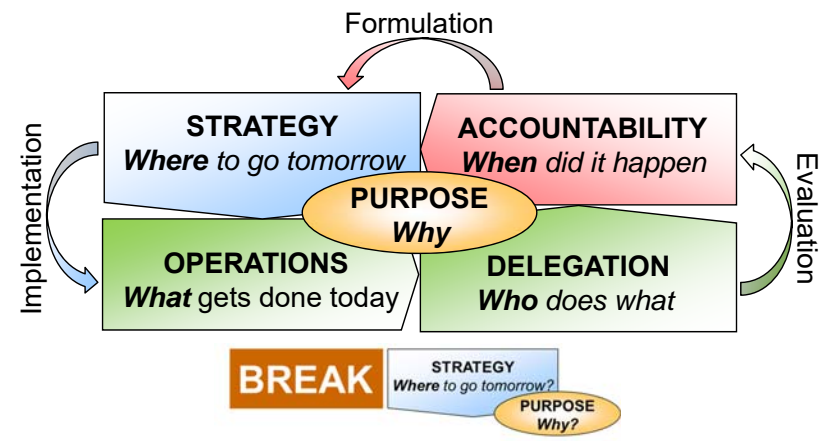 Formulation
STRATEGY
Where to go tomorrow
ACCOUNTABILITY
When did it happen
Implementation
PURPOSE
Why
Evaluation
OPERATIONS
What gets done today
DELEGATION
Who does what
BREAK
STRATEGY
Where to go tomorrow?
PURPOSE
Why?